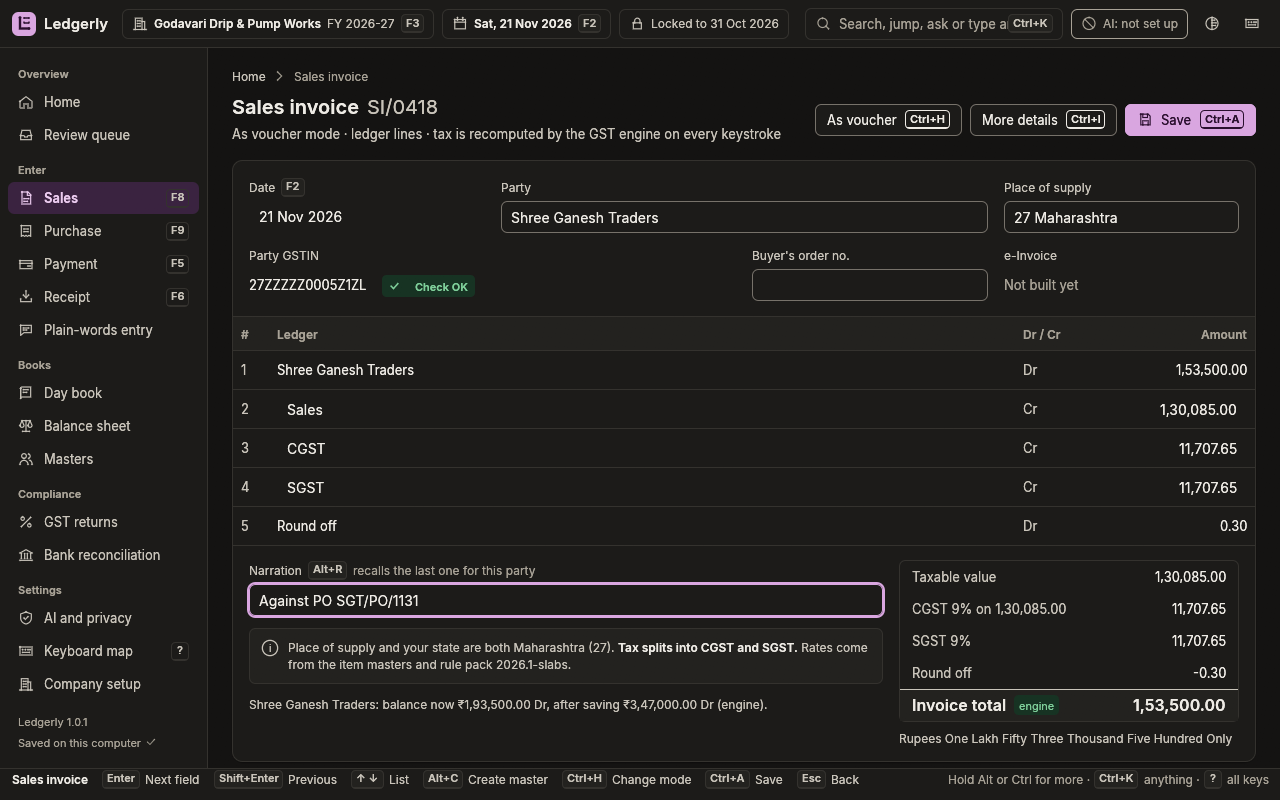 Ledgerly
Godavari Drip & Pump Works FY 2026-27 F3
Sat, 21 Nov 2026 F2
Locked to 31 Oct 2026
Search, jump, ask or type a Ctrl+K
AI: not set up
Overview
Home
Review queue
Enter
Sales F8
Purchase F9
Payment F5
Receipt F6
Plain-words entry
Books
Day book
Balance sheet
Masters
Compliance
GST returns
Bank reconciliation
Settings
AI and privacy
Keyboard map ?
Company setup
Ledgerly 1.0.1
Saved on this computer
Home Sales invoice
Sales invoice SI/0418
As voucher mode · ledger lines · tax is recomputed by the GST engine on every keystroke
As voucher Ctrl+H
More details Ctrl+I
Save Ctrl+A
Date F2 Party Place of supply
21 Nov 2026 Shree Ganesh Traders 27 Maharashtra
Party GSTIN Buyer's order no. e-Invoice
27ZZZZZ0005Z1ZL Check OK Not built yet
# Ledger Dr / Cr Amount
1 Shree Ganesh Traders Dr 1,53,500.00
2 Sales Cr 1,30,085.00
3 CGST Cr 11,707.65
4 SGST Cr 11,707.65
5 Round off Dr 0.30
Narration Alt+R recalls the last one for this party
Against PO SGT/PO/1131
Place of supply and your state are both Maharashtra (27). Tax splits into CGST and SGST. Rates come
from the item masters and rule pack 2026.1-slabs.
Shree Ganesh Traders: balance now ₹1,93,500.00 Dr, after saving ₹3,47,000.00 Dr (engine).
Taxable value 1,30,085.00
CGST 9% on 1,30,085.00 11,707.65
SGST 9% 11,707.65
Round off -0.30
Invoice total engine 1,53,500.00
Rupees One Lakh Fifty Three Thousand Five Hundred Only
Sales invoice Enter Next field Shift+Enter Previous ↑ ↓ List Alt+C Create master Ctrl+H Change mode Ctrl+A Save Esc Back Hold Alt or Ctrl for more · Ctrl+K anything · ? all keys